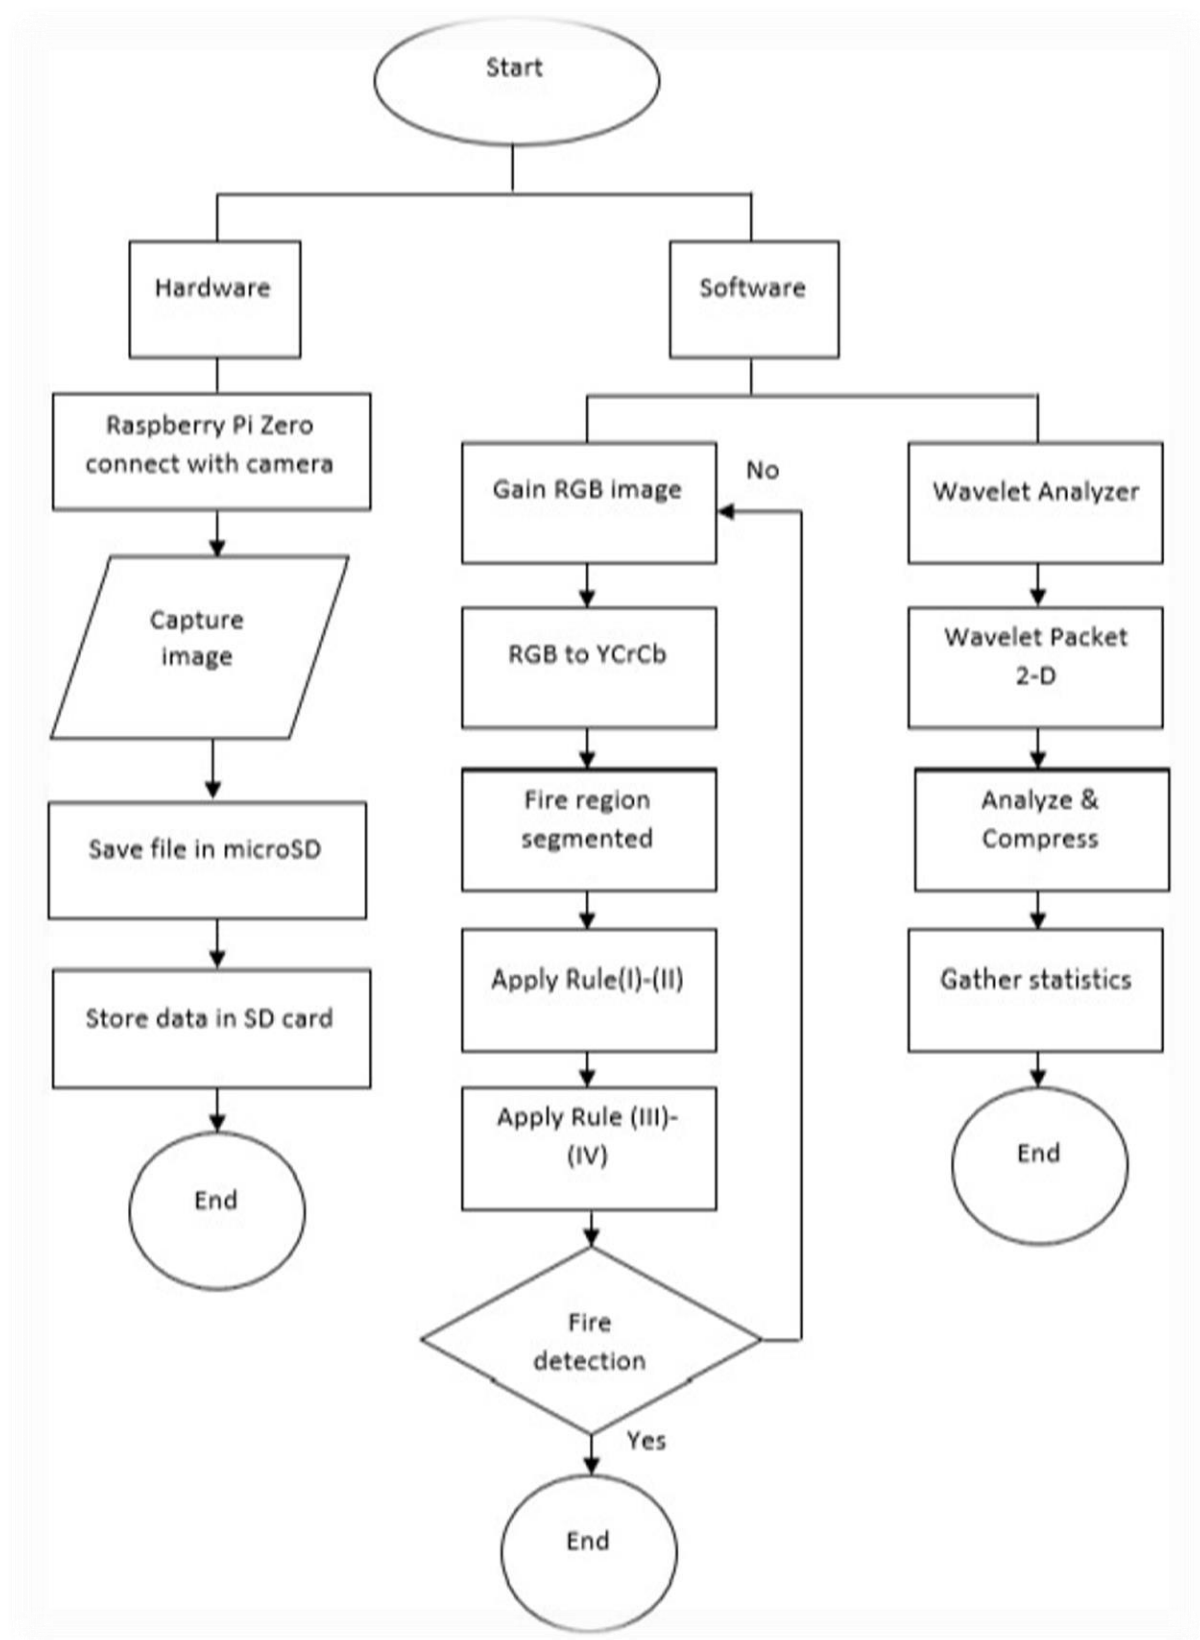 Start
Hardware
Software
Raspberry Pi Zero
connect with camera
Capture
image
Save file in microSD
Store data in SD card
End
Gain RGB image
No
RGB to YCrCb
Fire region
segmented
Apply Rule(I)-(II)
Apply Rule (III)-
(IV)
Fire
detection
Yes
End
Wavelet Analyzer
Wavelet Packet
2-D
Analyze &
Compress
Gather statistics
End